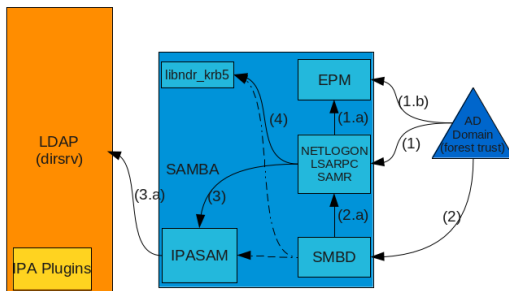 libndr_krb5
EPM
(1.b)
(4)
(1.a)
(1)
AD
Domain
(forest trust)
LDAP
(dirsrv)
NETLOGON
LSARPC
SAMR
SAMBA
(3)
(3.a)
(2.a)
(2)
IPA Plugins
IPASAM
SMBD